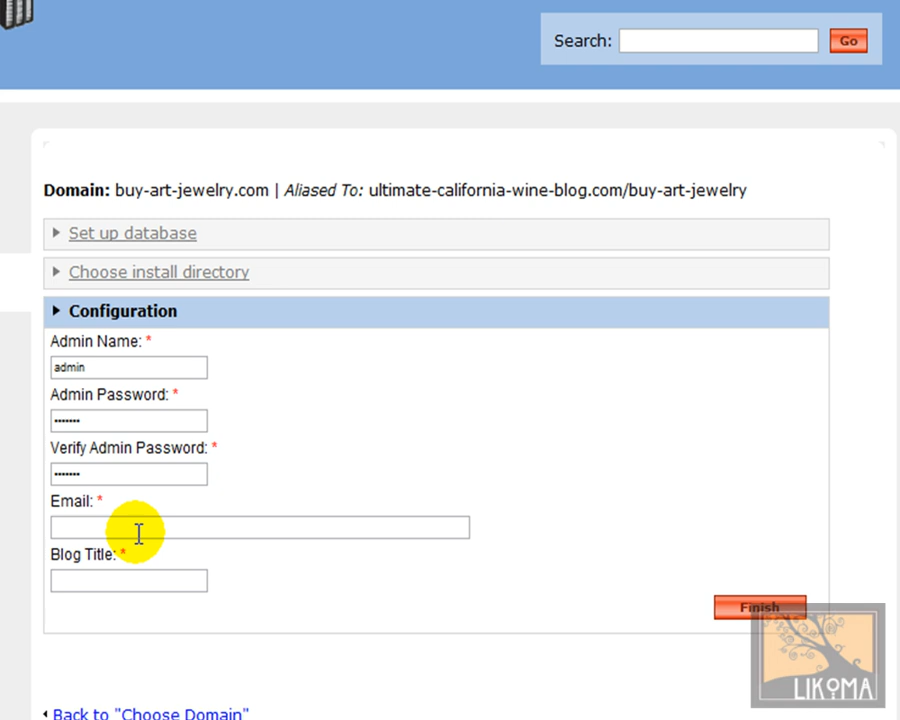 Search:
Go
Domain: buy-art-jewelry.com | Aliased To: ultimate-california-wine-blog.com/buy-art-jewelry
Set up database
Choose install directory
Configuration
Admin Name: *
admin
Admin Password: *
•••••••
Verify Admin Password: *
•••••••
Email: *
Blog Title: *
Finish
LIKOMA
Back to "Choose Domain"